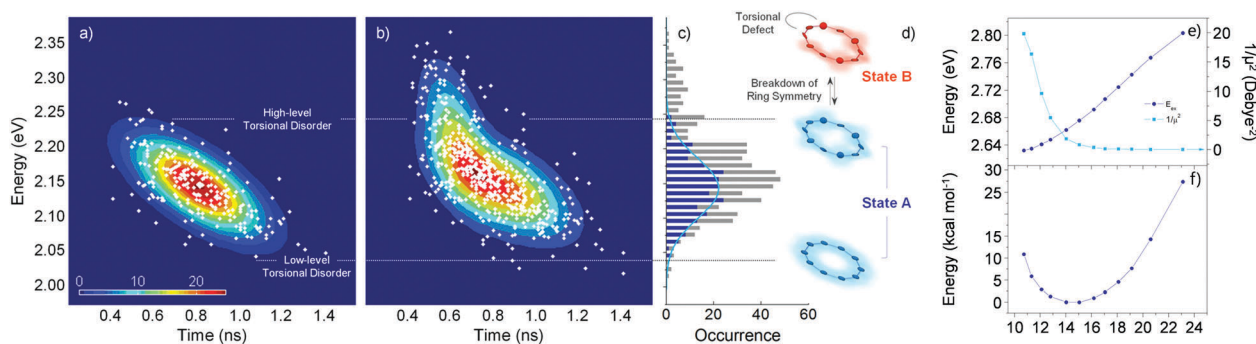 a)
2.35
2.30
2.25
2.20
2.15
2.10
2.05
2.00
Energy (eV)
High-level
Torsional Disorder
Low-level
Torsional Disorder
0 10 20
0.4 0.6 0.8 1.0 1.2 1.4
Time (ns)
b)
0.4 0.6 0.8 1.0 1.2 1.4
Time (ns)
c)
0 20 40 60
Occurrence
d)
Torsional
Defect
State B
Breakdown of
Ring Symmetry
State A
e)
2.80
2.76
2.72
2.68
2.64
Energy (eV)
20
15
10
5
0
1/μ² (Debye⁻²)
E_ex
1/μ²
f)
30
25
20
15
10
5
0
Energy (kcal mol⁻¹)
10 12 14 16 18 20 22 24